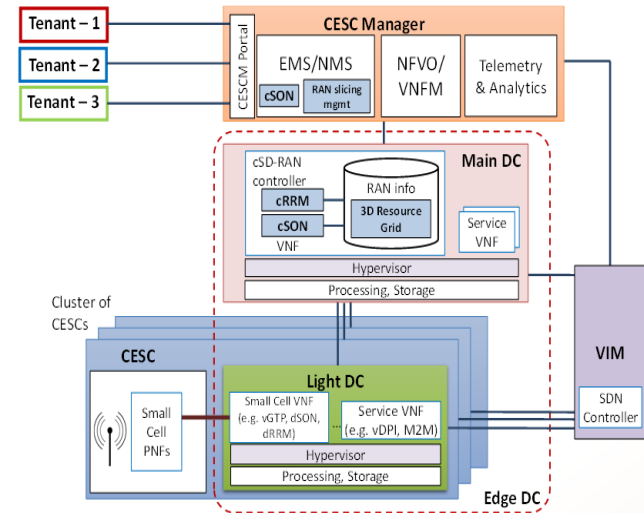 Tenant – 1
Tenant – 2
Tenant – 3
CESC Manager
CESCM Portal
EMS/NMS
cSON
RAN slicing
mgmt
NFVO/
VNFM
Telemetry
& Analytics
Main DC
cSD-RAN
controller
cRRM
cSON
VNF
RAN info
3D Resource
Grid
Service
VNF
Hypervisor
Processing, Storage
Cluster of
CESCs
CESC
Small
Cell
PNFs
Light DC
Small Cell VNF
(e.g. vGTP, dSON,
dRRM)
...
Service VNF
(e.g. vDPI, M2M)
Hypervisor
Processing, Storage
Edge DC
VIM
SDN
Controller